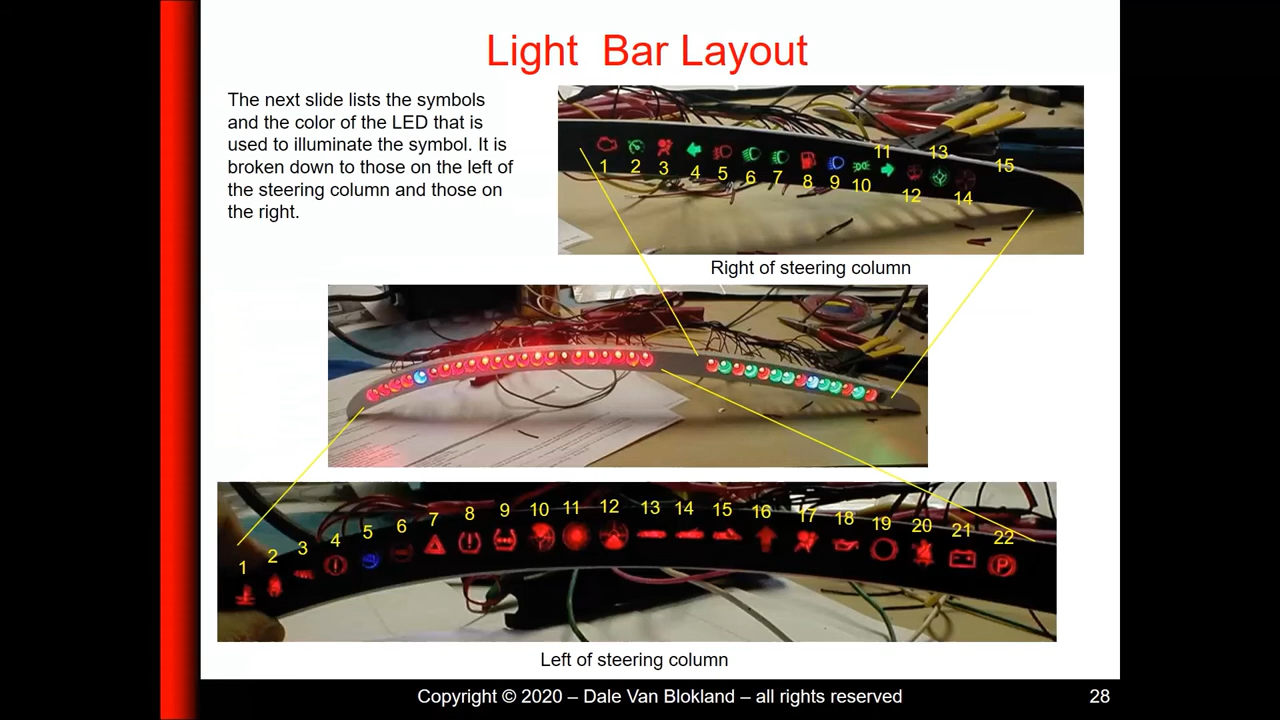 Light Bar Layout
The next slide lists the symbols
and the color of the LED that is
used to illuminate the symbol. It is
broken down to those on the left of
the steering column and those on
the right.
1 2 3 4 5 6 7 8 9 10 11 12 13 14 15
Right of steering column
1 2 3 4 5 6 7 8 9 10 11 12 13 14 15 16 17 18 19 20 21 22
Left of steering column
Copyright © 2020 – Dale Van Blokland – all rights reserved
28